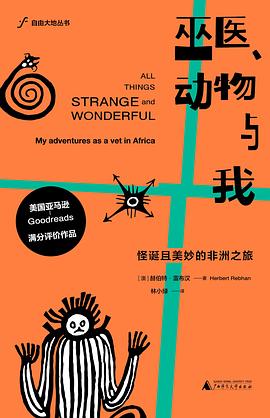 f 自由大地丛书
巫医、
动物
与
我
ALL
THINGS
STRANGE and
WONDERFUL
My adventures as a vet in Africa
美国亚马逊
Goodreads
满分评价作品
怪诞且美妙的非洲之旅
[澳] 赫伯特·雷布汉 著 Herbert Rebhan
林小绿 译
广西师范大学出版社